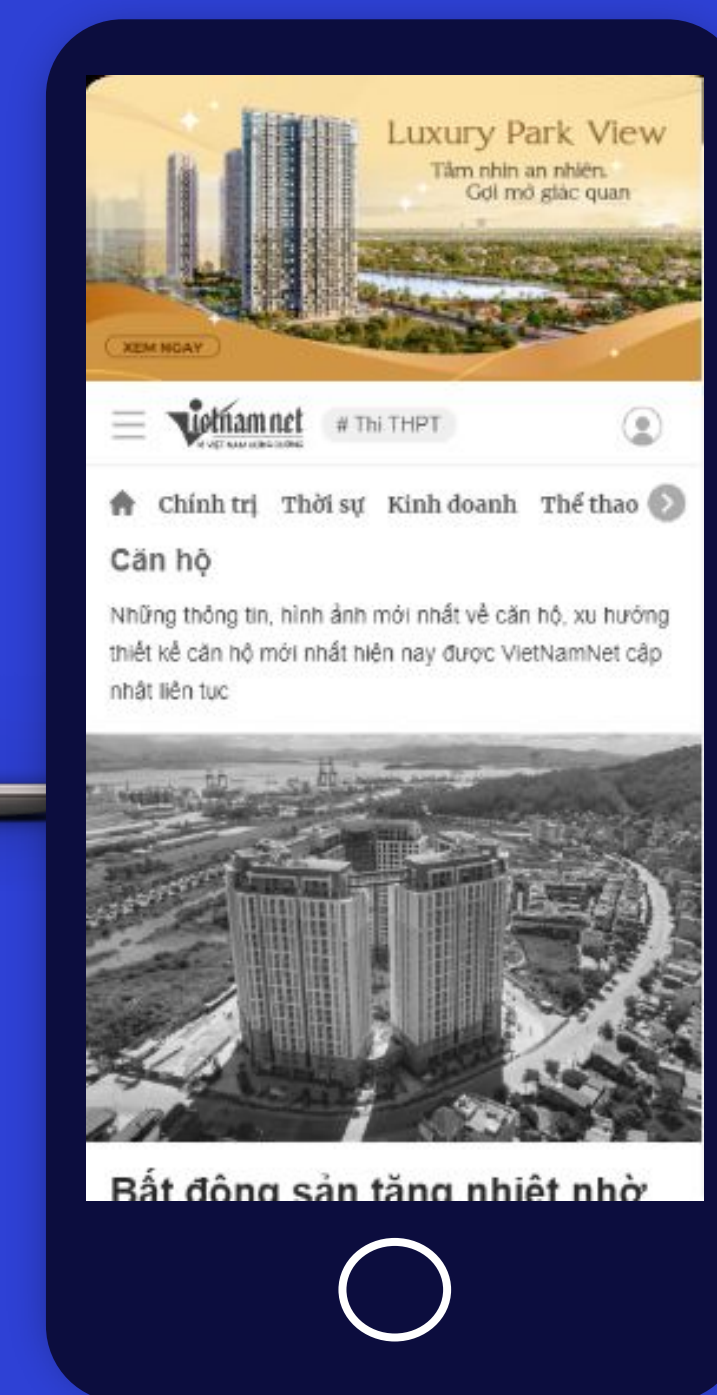 Luxury Park View
Tầm nhìn an nhiên.
Gợi mở giác quan
XEM NGAY
Vietnamnet
# Thi THPT
Chính trị Thời sự Kinh doanh Thể thao
Căn hộ
Những thông tin, hình ảnh mới nhất về căn hộ, xu hướng
thiết kế căn hộ mới nhất hiện nay được VietNamNet cập
nhật liên tục
Bất động sản tăng nhiệt nhờ